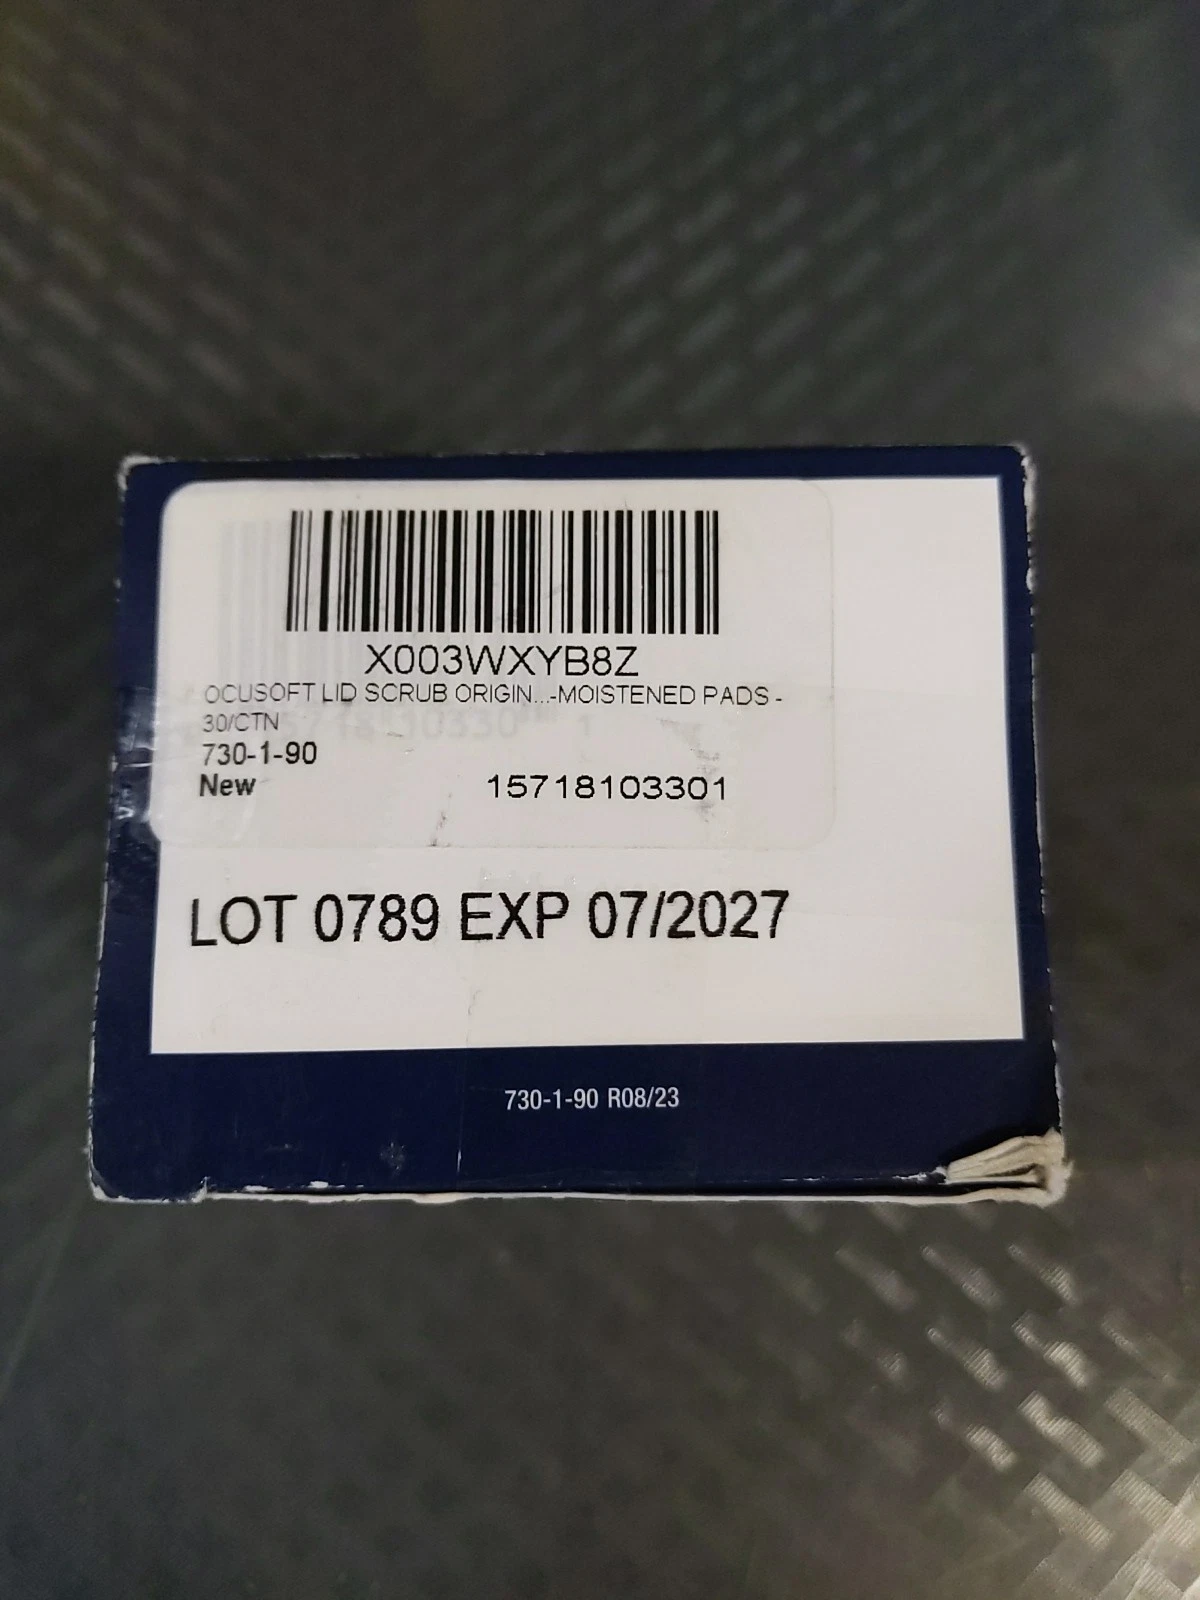 X003WXYB8Z
OCUSOFT LID SCRUB ORIGIN...-MOISTENED PADS -
30/CTN
730-1-90
New
15718103301
LOT 0789 EXP 07/2027
730-1-90 R08/23